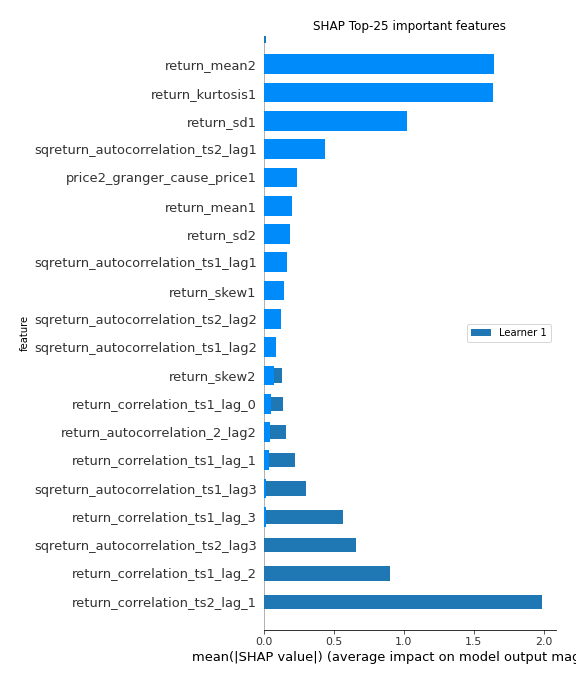 SHAP Top-25 important features
return_mean2
return_kurtosis1
return_sd1
sqreturn_autocorrelation_ts2_lag1
price2_granger_cause_price1
return_mean1
return_sd2
sqreturn_autocorrelation_ts1_lag1
return_skew1
sqreturn_autocorrelation_ts2_lag2
feature
Learner 1
sqreturn_autocorrelation_ts1_lag2
return_skew2
return_correlation_ts1_lag_0
return_autocorrelation_2_lag2
return_correlation_ts1_lag_1
sqreturn_autocorrelation_ts1_lag3
return_correlation_ts1_lag_3
sqreturn_autocorrelation_ts2_lag3
return_correlation_ts1_lag_2
return_correlation_ts2_lag_1
0.0 0.5 1.0 1.5 2.0
mean(|SHAP value|) (average impact on model output mag